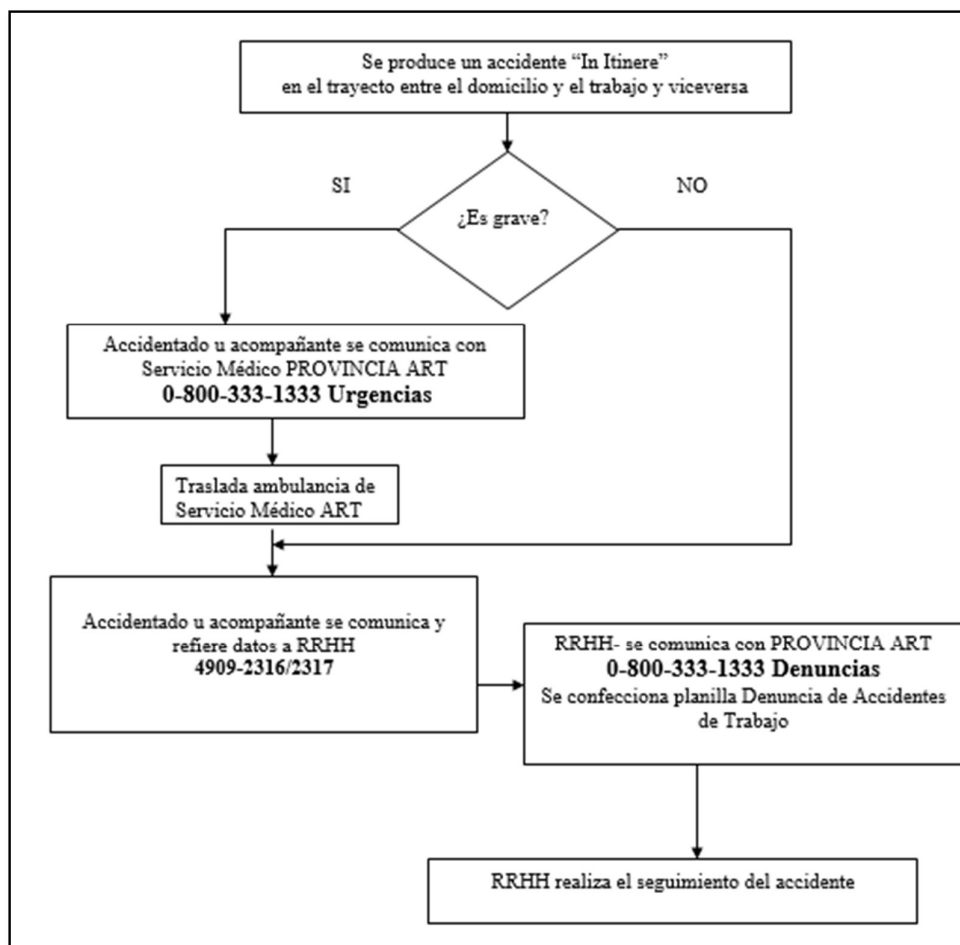 Se produce un accidente “In Itinere”
en el trayecto entre el domicilio y el trabajo y viceversa
SI
NO
¿Es grave?
Accidentado u acompañante se comunica con
Servicio Médico PROVINCIA ART
0-800-333-1333 Urgencias
Traslada ambulancia de
Servicio Médico ART
Accidentado u acompañante se comunica y
refiere datos a RRHH
4909-2316/2317
RRHH- se comunica con PROVINCIA ART
0-800-333-1333 Denuncias
Se confecciona planilla Denuncia de Accidentes
de Trabajo
RRHH realiza el seguimiento del accidente